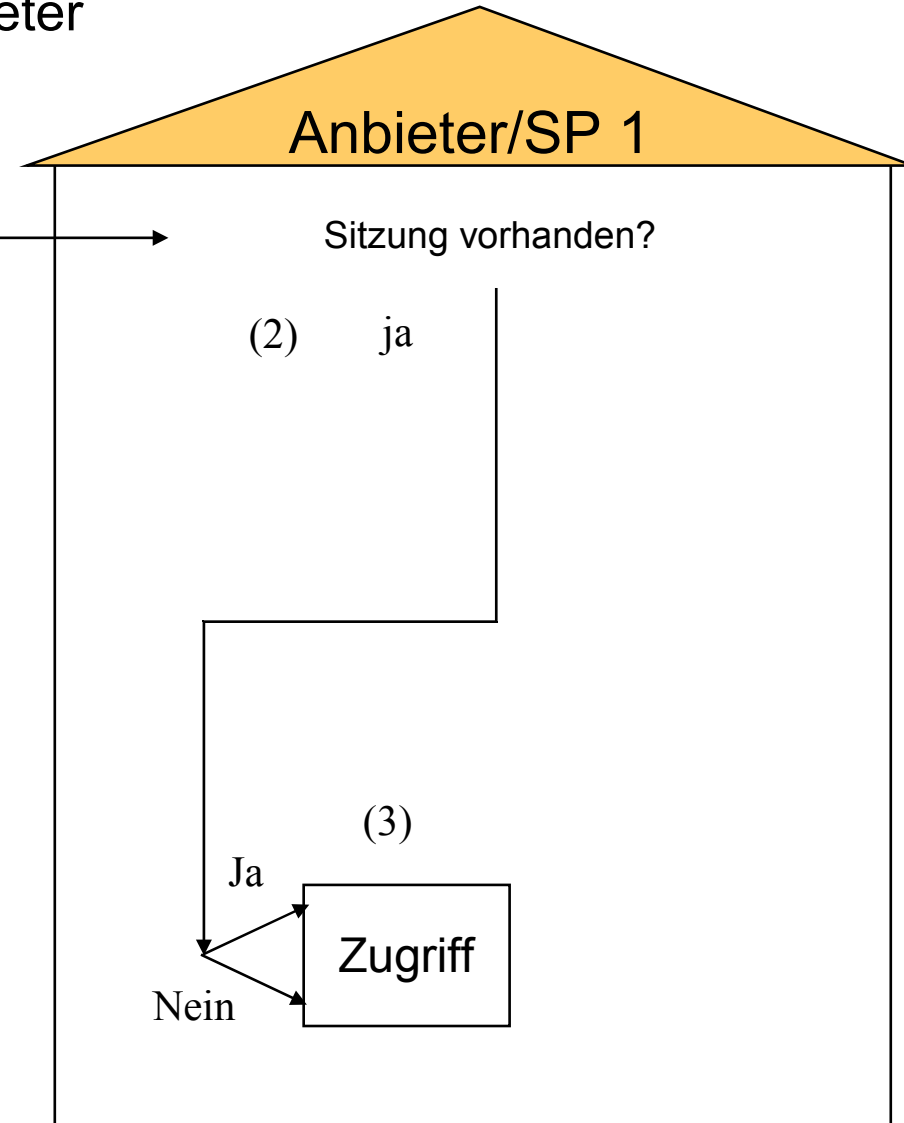 eter
Anbieter/SP 1
Sitzung vorhanden?
(2) ja
(3)
Ja
Zugriff
Nein